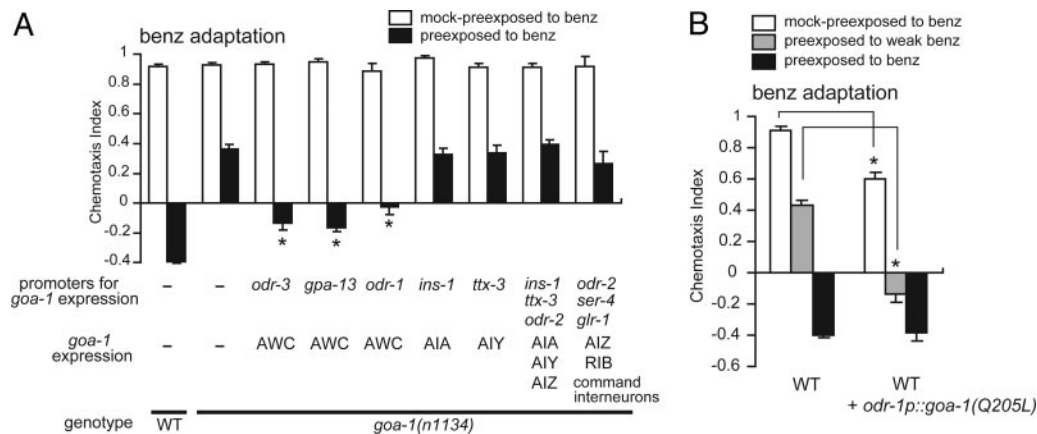 A
mock-preexposed to benz
preexposed to benz
benz adaptation
Chemotaxis Index
1
0.8
0.6
0.4
0.2
0
-0.2
-0.4
* * *
promoters for
goa-1 expression
– – odr-3 gpa-13 odr-1 ins-1 ttx-3 ins-1 odr-2
ttx-3 ser-4
odr-2 glr-1
goa-1
expression
– – AWC AWC AWC AIA AIY AIA AIZ
AIY RIB
AIZ command
interneurons
genotype WT goa-1(n1134)
B
mock-preexposed to benz
preexposed to weak benz
preexposed to benz
benz adaptation
Chemotaxis Index
1
0.8
0.6
0.4
0.2
0
-0.2
-0.4
-0.6
*
*
WT WT
+ odr-1p::goa-1(Q205L)